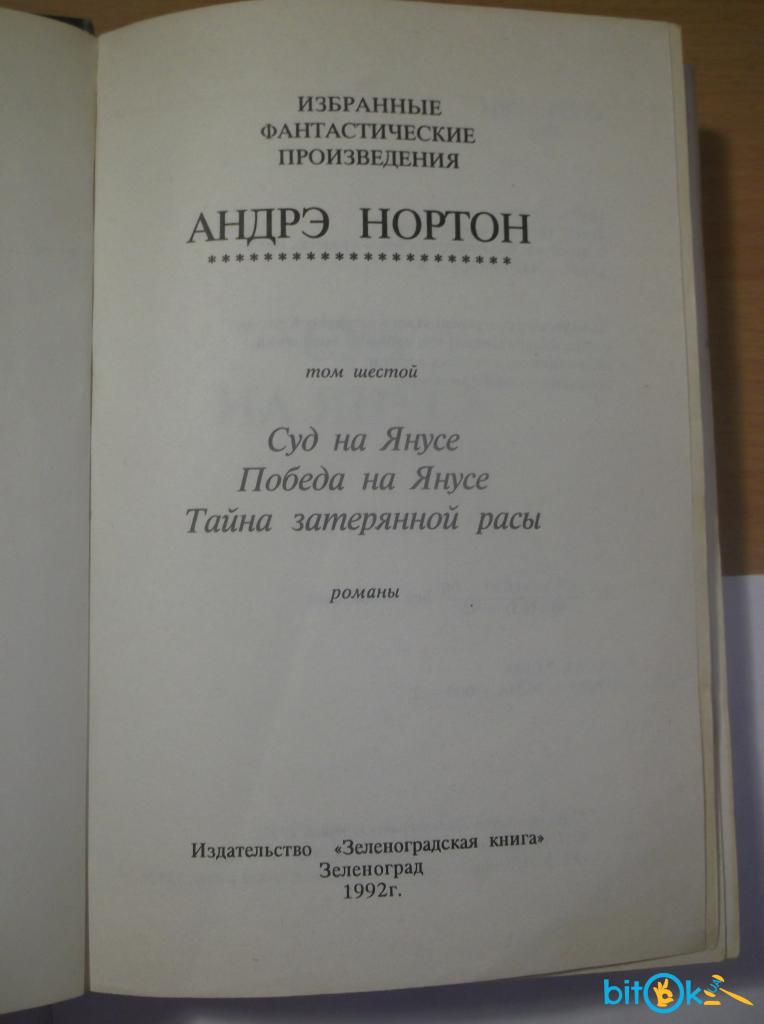 ИЗБРАННЫЕ
ФАНТАСТИЧЕСКИЕ
ПРОИЗВЕДЕНИЯ
АНДРЭ НОРТОН
**********************
том шестой
Суд на Янусе
Победа на Янусе
Тайна затерянной расы
романы
Издательство «Зеленоградская книга»
Зеленоград
1992г.
bitok.ua